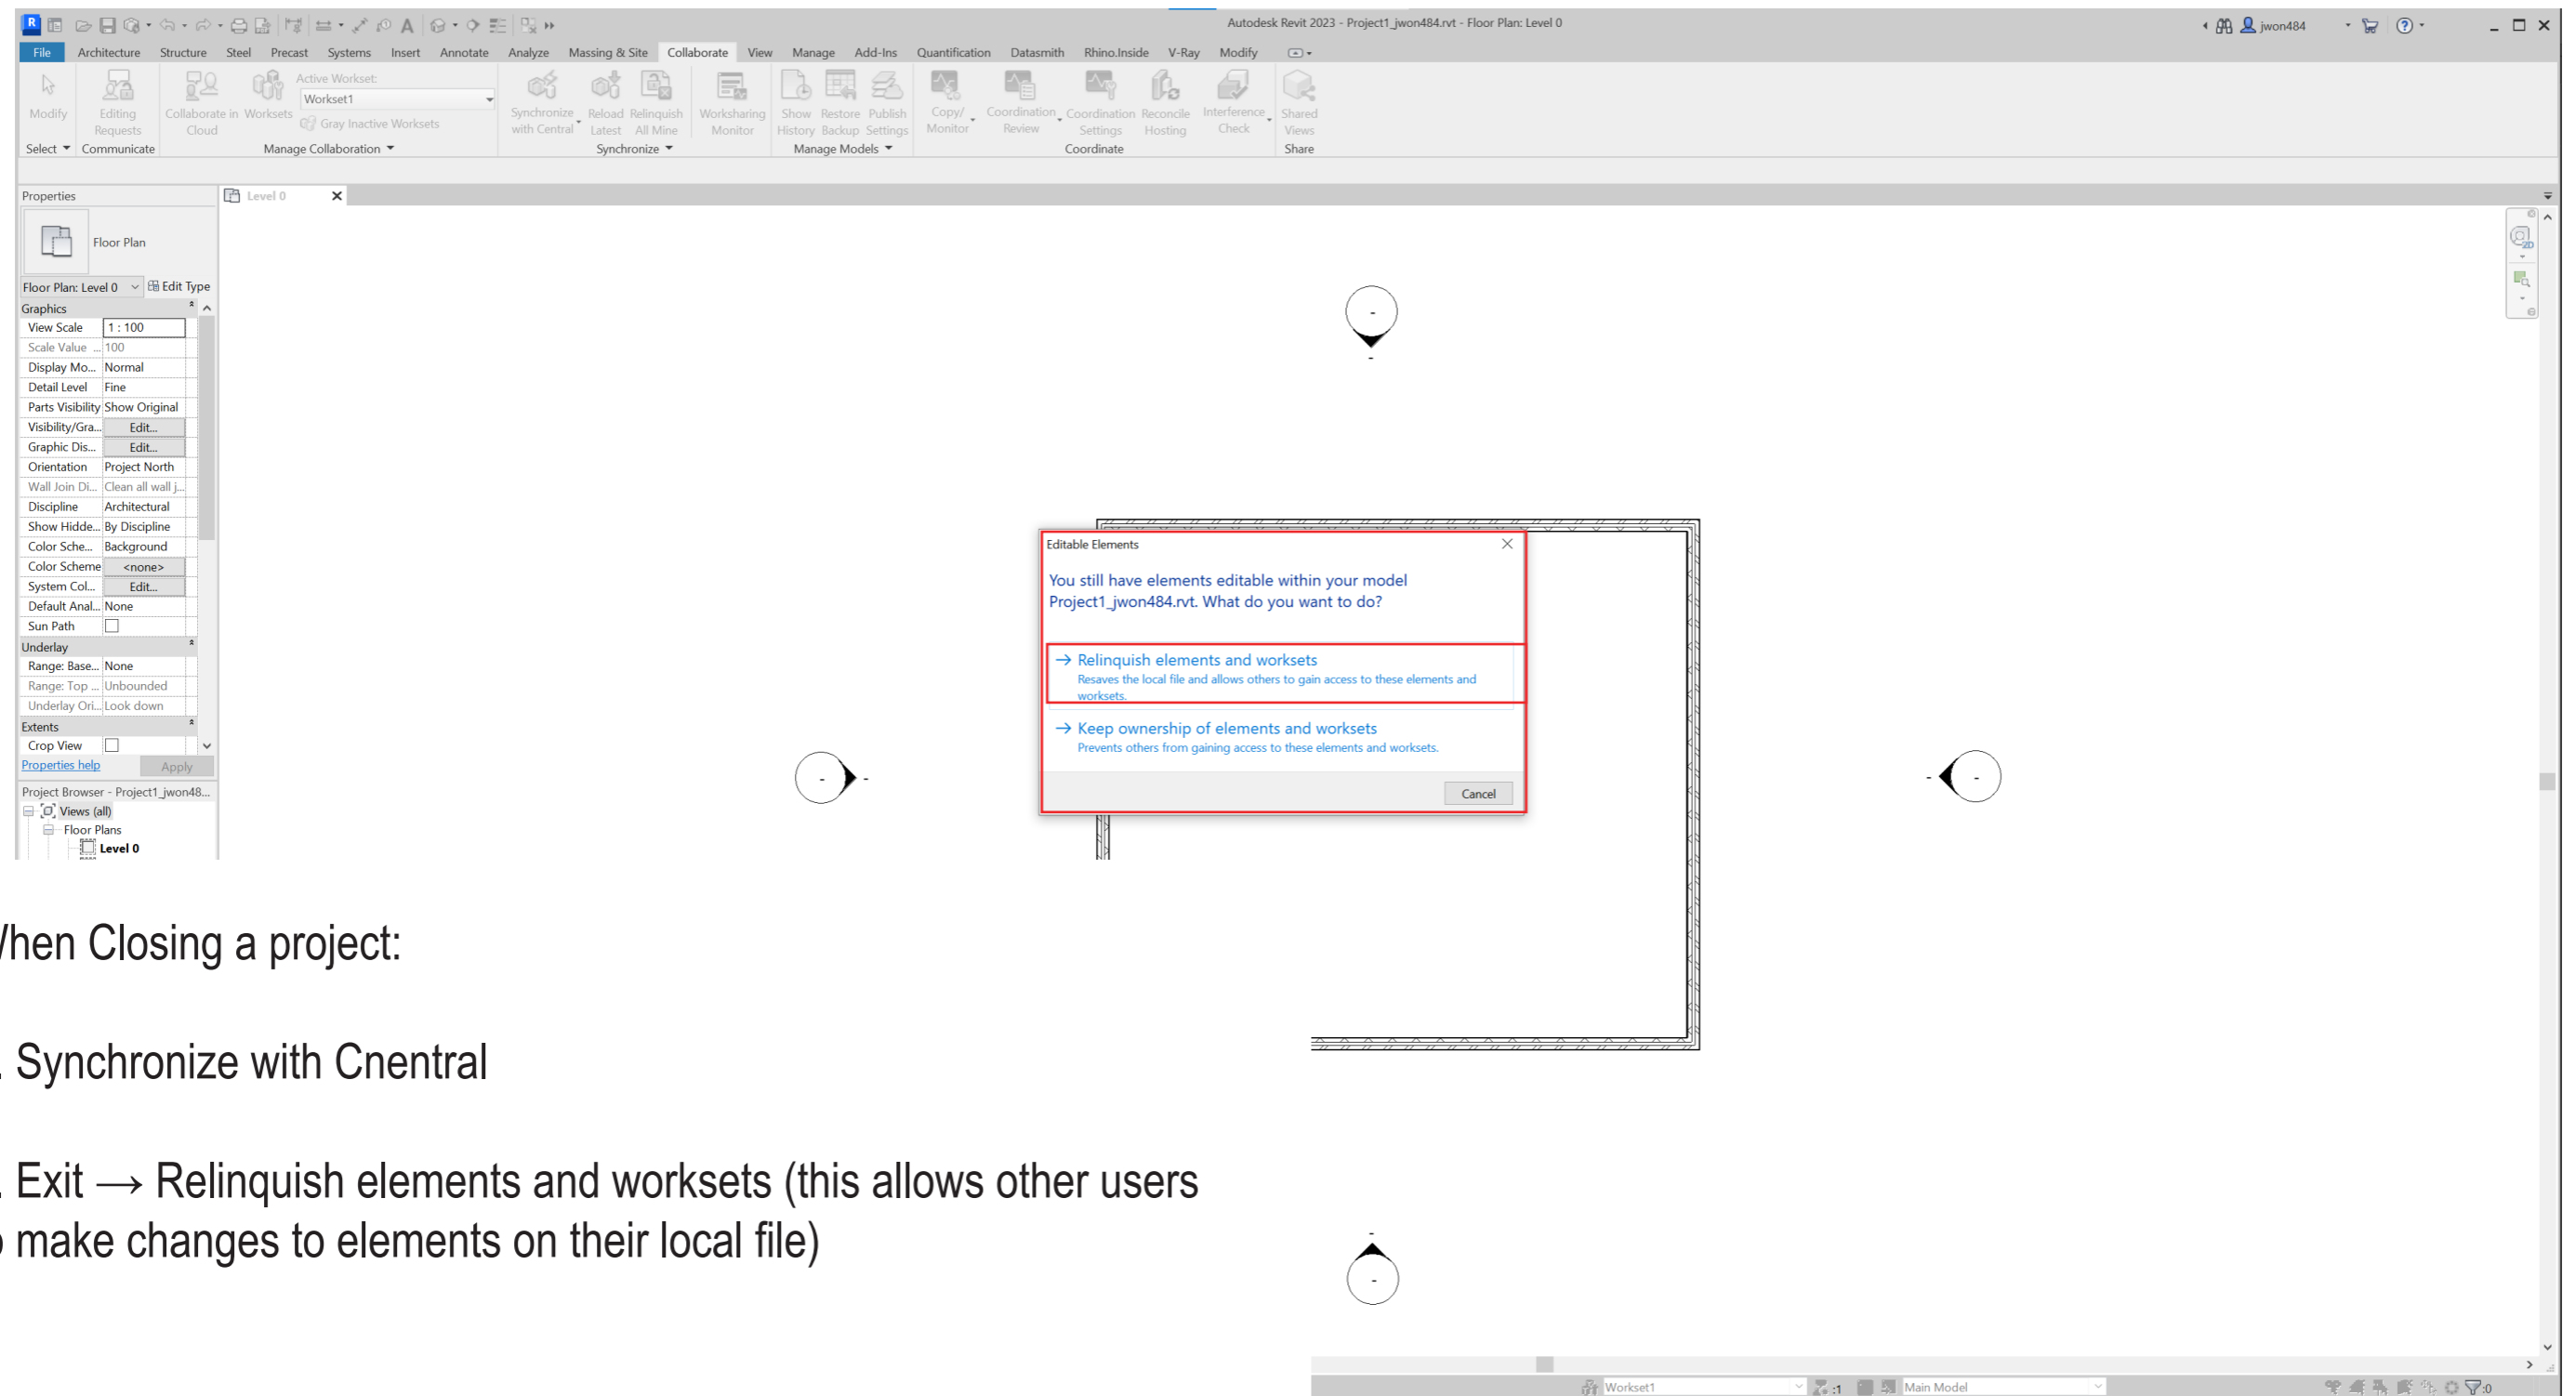 Autodesk Revit 2023 - Project1_jwon484.rvt - Floor Plan: Level 0
jwon484
File Architecture Structure Steel Precast Systems Insert Annotate Analyze Massing & Site Collaborate View Manage Add-Ins Quantification Datasmith Rhino.Inside V-Ray Modify
Modify
Editing Requests
Collaborate in Cloud
Worksets
Active Workset:
Workset1
Gray Inactive Worksets
Synchronize with Central
Reload Latest
Relinquish All Mine
Worksharing Monitor
Show History
Restore Backup
Publish Settings
Copy/ Monitor
Coordination Review
Coordination Settings
Reconcile Hosting
Interference Check
Shared Views
Select Communicate Manage Collaboration Synchronize Manage Models Coordinate Share
Properties
Level 0
Floor Plan
Floor Plan: Level 0 Edit Type
Graphics
View Scale 1 : 100
Scale Value ... 100
Display Mo... Normal
Detail Level Fine
Parts Visibility Show Original
Visibility/Gra... Edit...
Graphic Dis... Edit...
Orientation Project North
Wall Join Di... Clean all wall j...
Discipline Architectural
Show Hidde... By Discipline
Color Sche... Background
Color Scheme <none>
System Col... Edit...
Default Anal... None
Sun Path
Underlay
Range: Base... None
Range: Top ... Unbounded
Underlay Ori... Look down
Extents
Crop View
Properties help Apply
Project Browser - Project1_jwon48...
Views (all)
Floor Plans
Level 0
2D
Editable Elements
You still have elements editable within your model
Project1_jwon484.rvt. What do you want to do?
→ Relinquish elements and worksets
Resaves the local file and allows others to gain access to these elements and
worksets.
→ Keep ownership of elements and worksets
Prevents others from gaining access to these elements and worksets.
Cancel
hen Closing a project:
. Synchronize with Cnentral
. Exit → Relinquish elements and worksets (this allows other users
o make changes to elements on their local file)
Workset1
:1
Main Model
:0